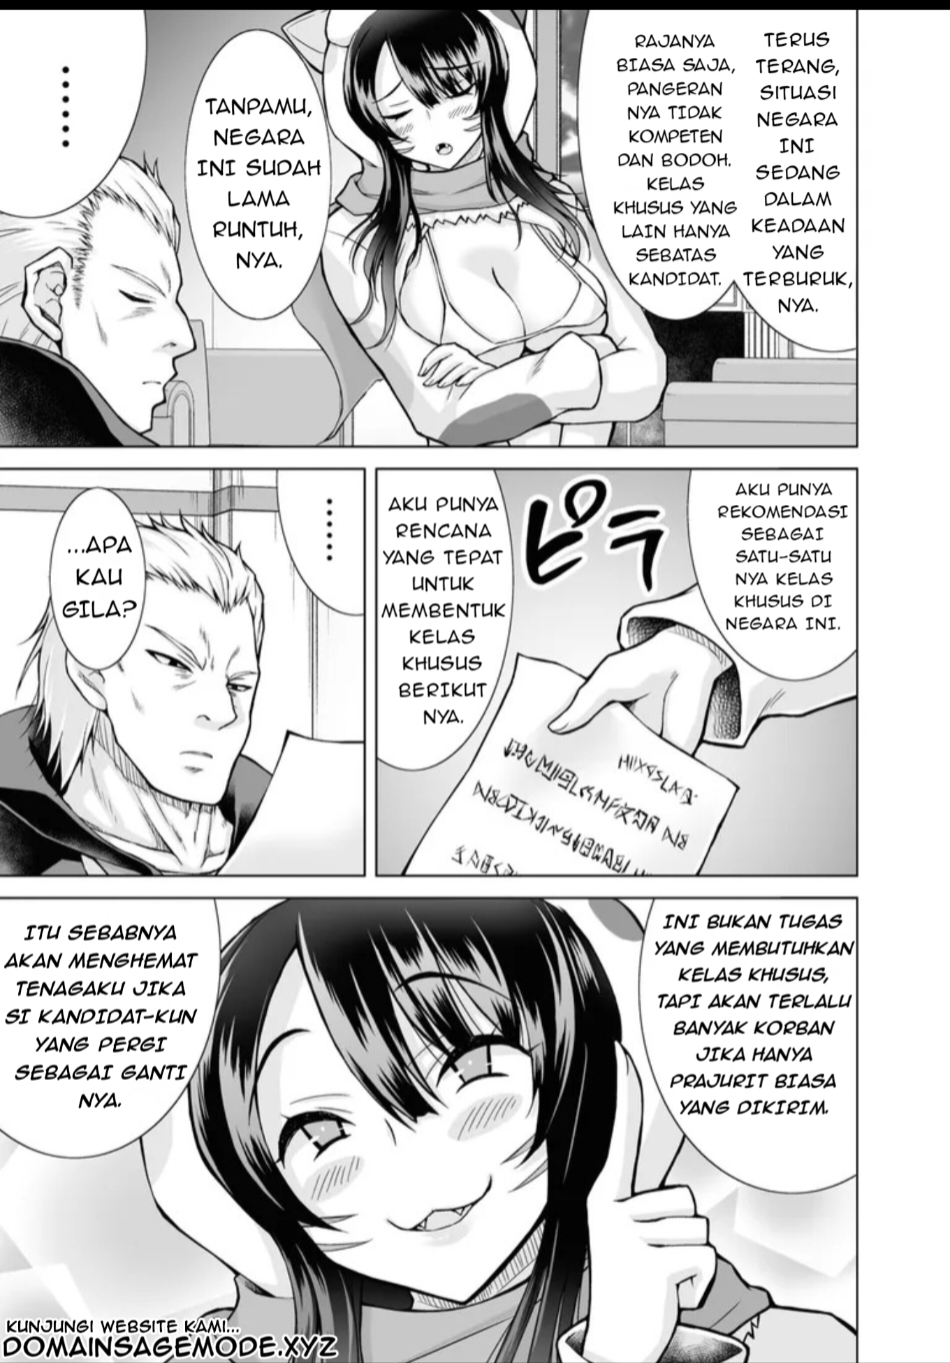 TERUS
TERANG,
SITUASI
NEGARA
INI
SEDANG
DALAM
KEADAAN
YANG
TERBURUK,
NYA.
RAJANYA
BIASA SAJA,
PANGERAN
NYA TIDAK
KOMPETEN
DAN BODOH.
KELAS
KHUSUS YANG
LAIN HANYA
SEBATAS
KANDIDAT.
TANPAMU,
NEGARA
INI SUDAH
LAMA
RUNTUH,
NYA.
......
AKU PUNYA
REKOMENDASI
SEBAGAI
SATU-SATU
NYA KELAS
KHUSUS DI
NEGARA INI.
ピラ
AKU PUNYA
RENCANA
YANG TEPAT
UNTUK
MEMBENTUK
KELAS
KHUSUS
BERIKUT
NYA.
.....
...APA
KAU
GILA?
INI BUKAN TUGAS
YANG MEMBUTUHKAN
KELAS KHUSUS,
TAPI AKAN TERLALU
BANYAK KORBAN
JIKA HANYA
PRAJURIT BIASA
YANG DIKIRIM.
ITU SEBABNYA
AKAN MENGHEMAT
TENAGAKU JIKA
SI KANDIDAT-KUN
YANG PERGI
SEBAGAI GANTI
NYA.
KUNJUNGI WEBSITE KAMI...
DOMAINSAGEMODE.XYZ